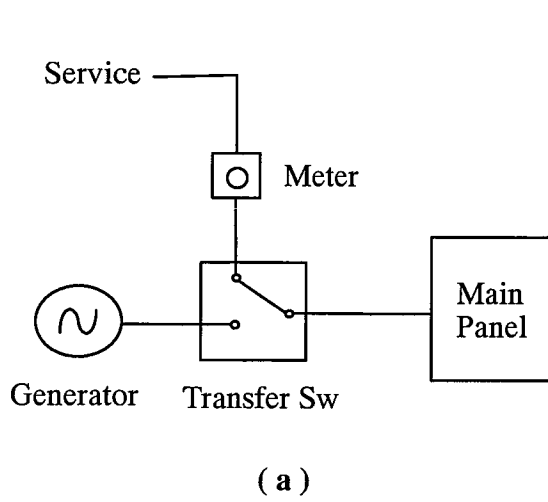 Service
Meter
Main
Panel
Generator
Transfer Sw
( a )